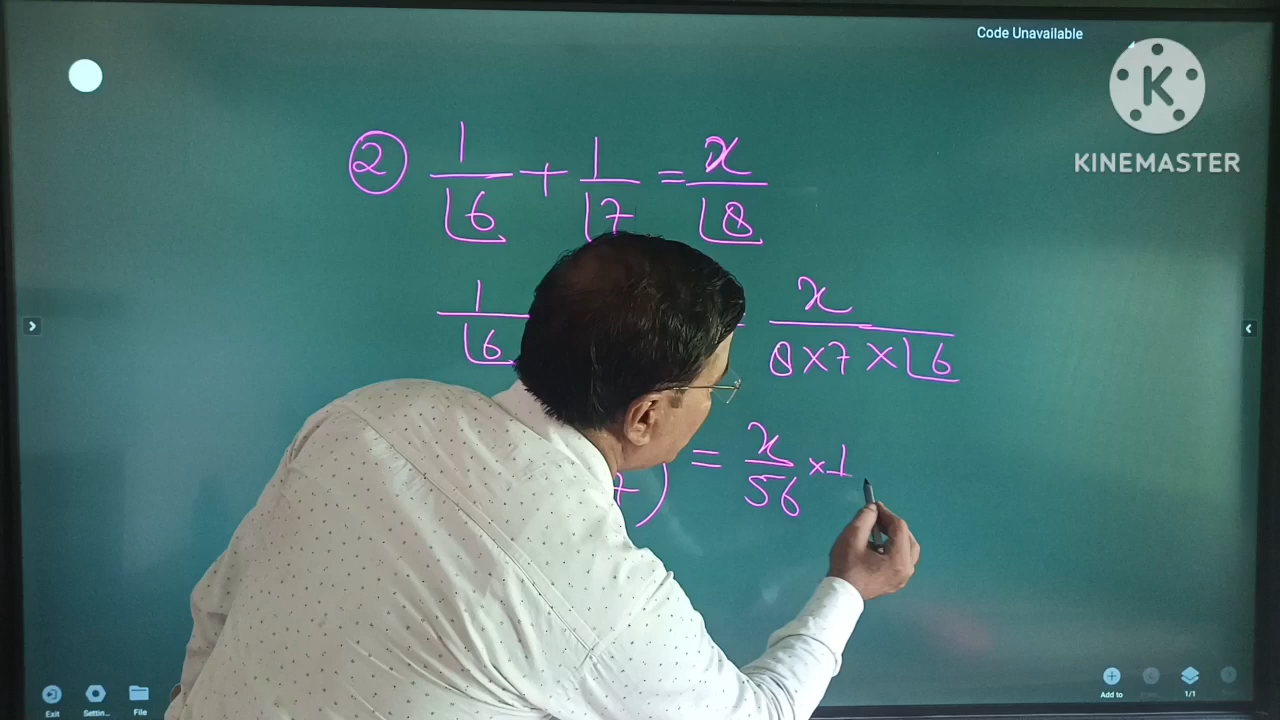 Code Unavailable
K
KINEMASTER
② 1/⌊6 + 1/⌊7 = x/⌊8
1/⌊6 = x/8×7×⌊6
7) = x/56 ×1
Exit Settin... File Add to 1/1